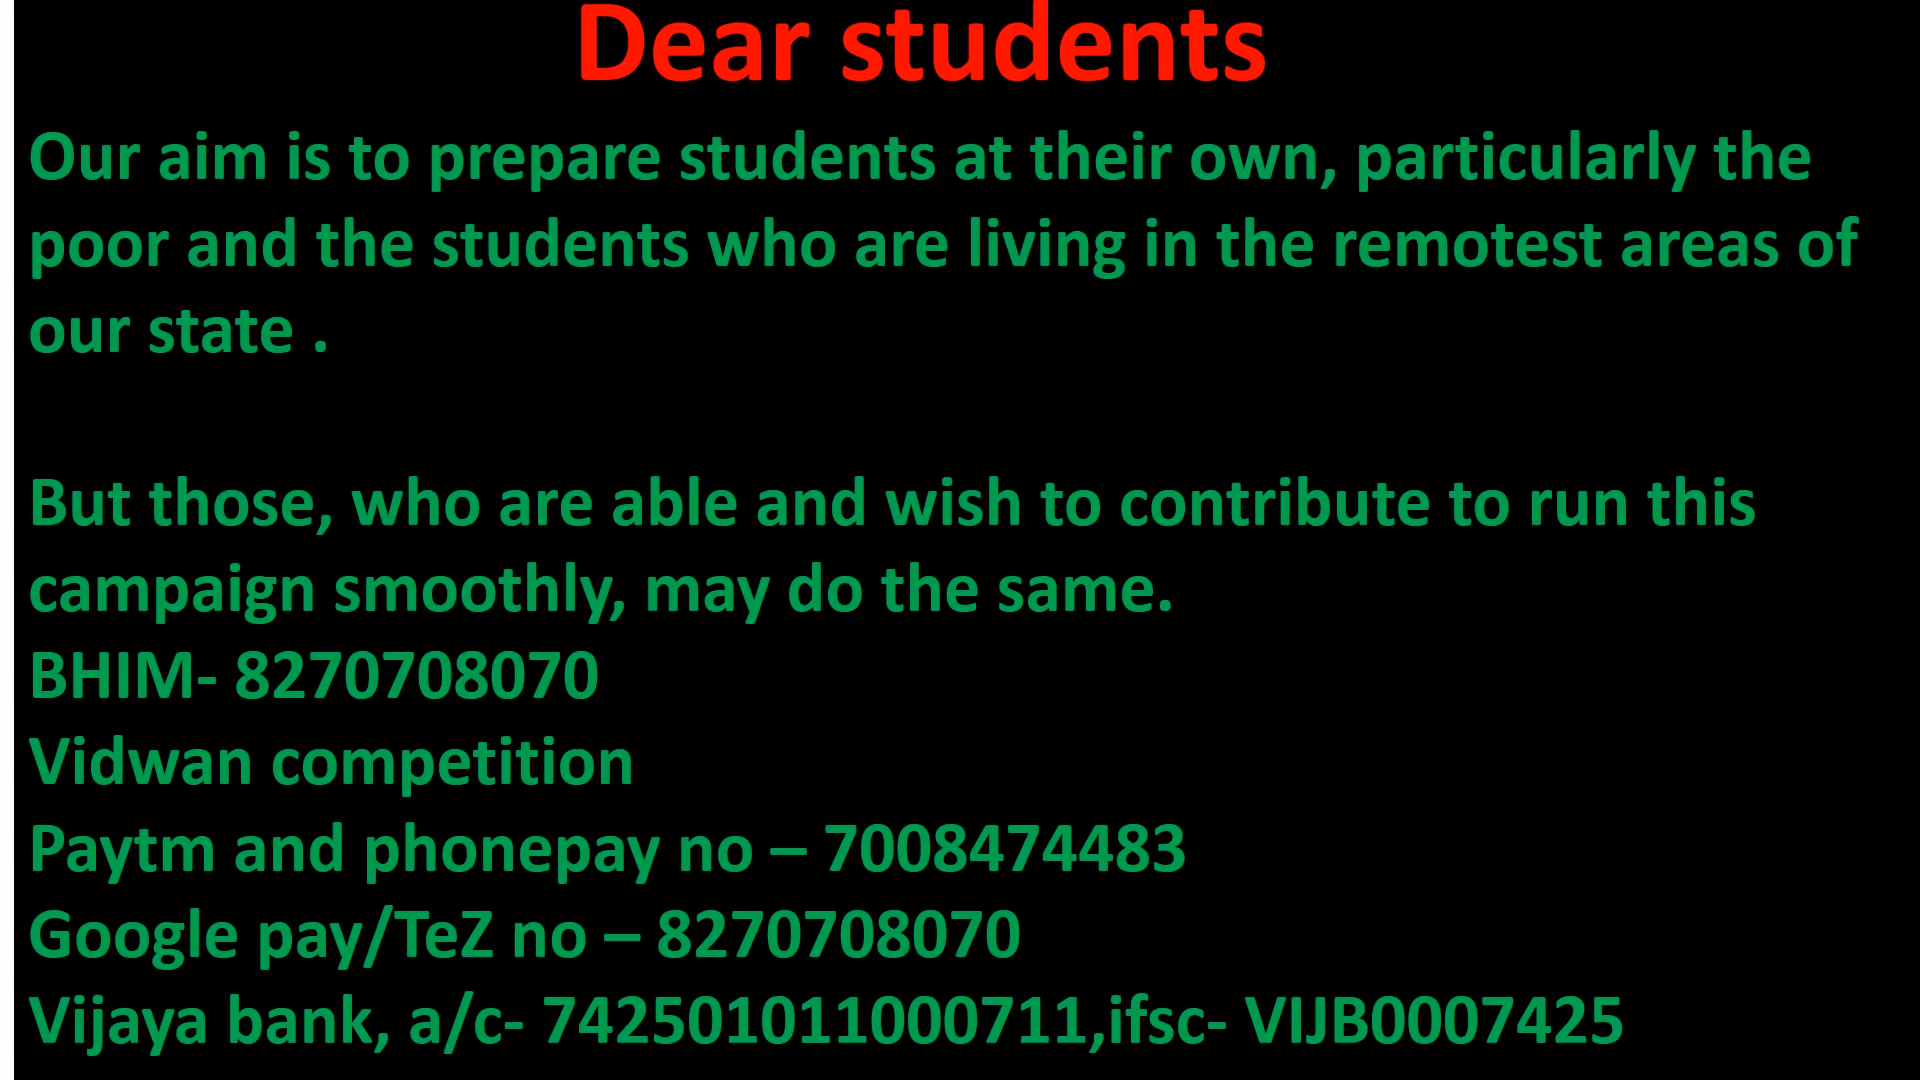 Dear students
Our aim is to prepare students at their own, particularly the
poor and the students who are living in the remotest areas of
our state .
But those, who are able and wish to contribute to run this
campaign smoothly, may do the same.
BHIM- 8270708070
Vidwan competition
Paytm and phonepay no – 7008474483
Google pay/TeZ no – 8270708070
Vijaya bank, a/c- 742501011000711,ifsc- VIJB0007425